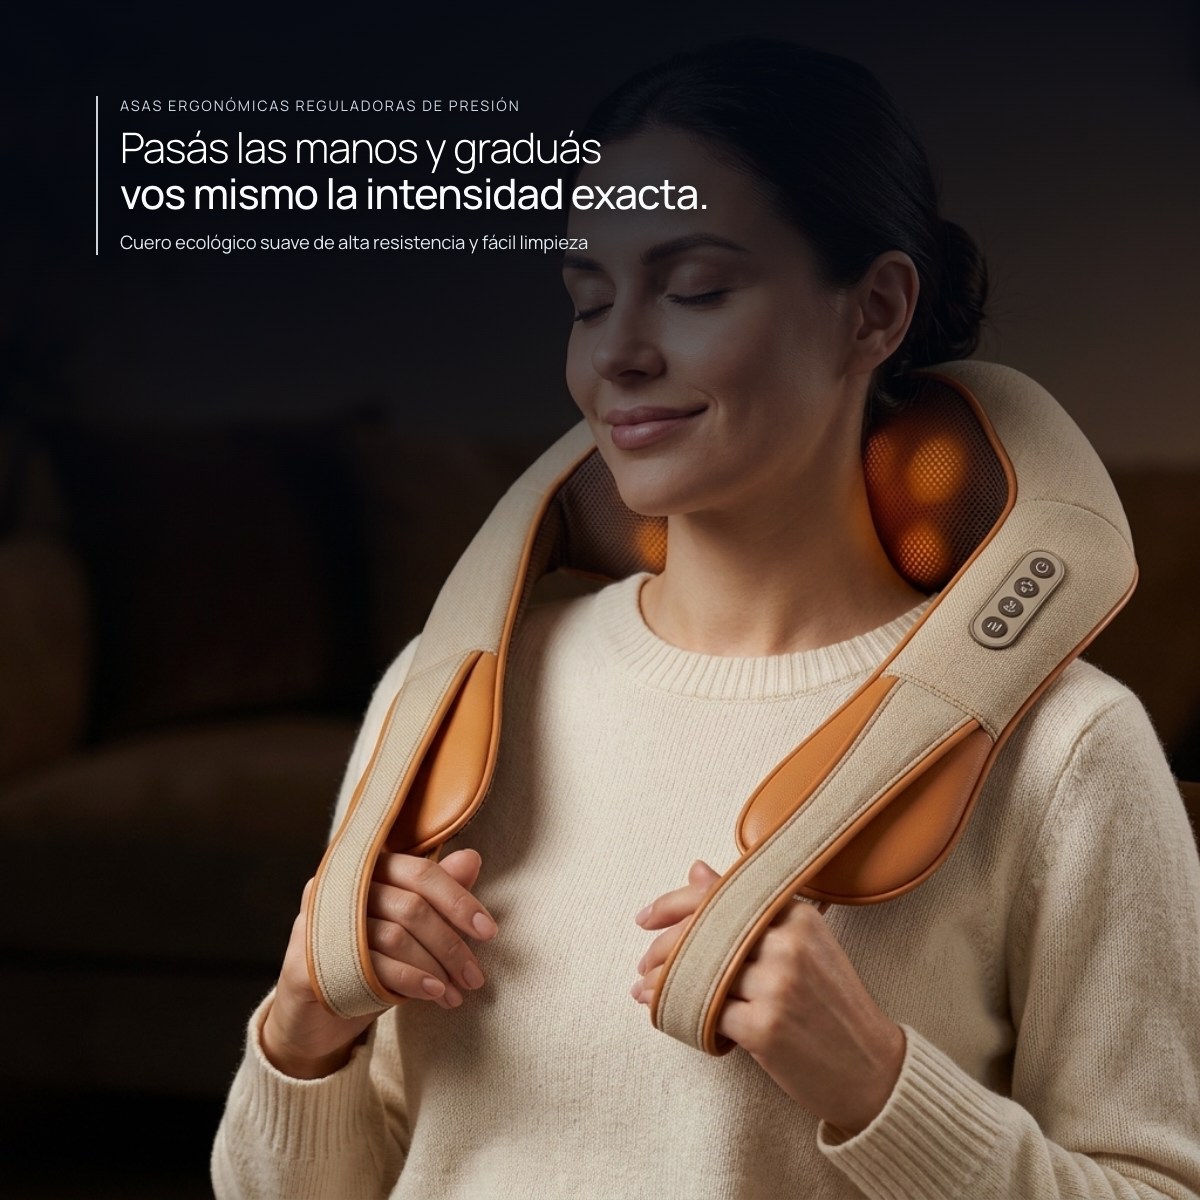 ASAS ERGONÓMICAS REGULADORAS DE PRESIÓN
Pasás las manos y graduás
vos mismo la intensidad exacta.
Cuero ecológico suave de alta resistencia y fácil limpieza